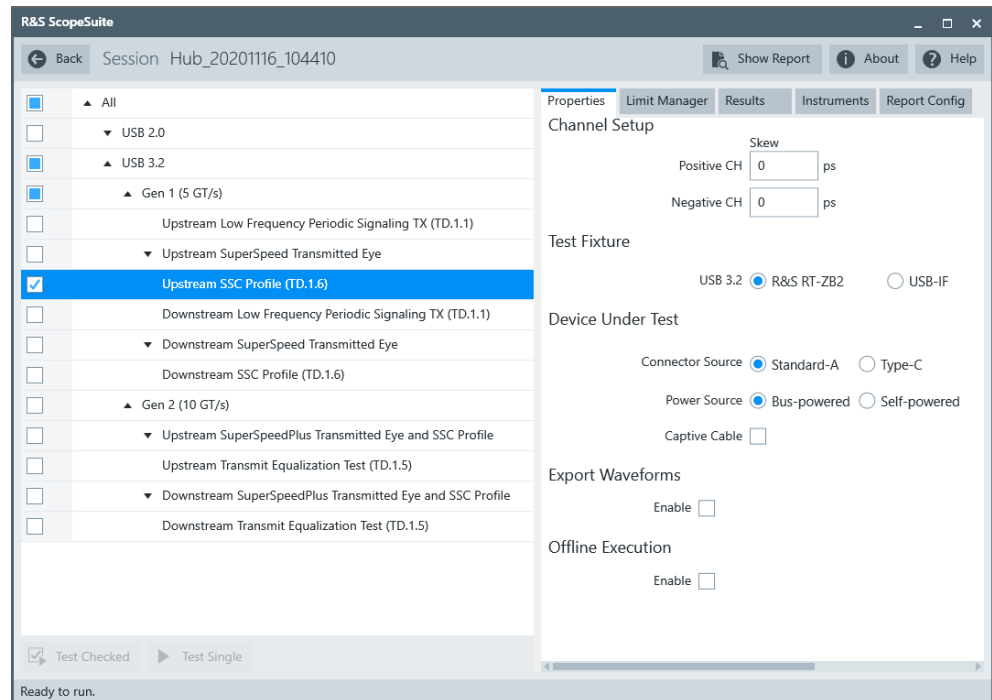 R&S ScopeSuite
Back Session Hub_20201116_104410 Show Report About Help
All
USB 2.0
USB 3.2
Gen 1 (5 GT/s)
Upstream Low Frequency Periodic Signaling TX (TD.1.1)
Upstream SuperSpeed Transmitted Eye
Upstream SSC Profile (TD.1.6)
Downstream Low Frequency Periodic Signaling TX (TD.1.1)
Downstream SuperSpeed Transmitted Eye
Downstream SSC Profile (TD.1.6)
Gen 2 (10 GT/s)
Upstream SuperSpeedPlus Transmitted Eye and SSC Profile
Upstream Transmit Equalization Test (TD.1.5)
Downstream SuperSpeedPlus Transmitted Eye and SSC Profile
Downstream Transmit Equalization Test (TD.1.5)
Test Checked Test Single
Properties Limit Manager Results Instruments Report Config
Channel Setup
Skew
Positive CH 0 ps
Negative CH 0 ps
Test Fixture
USB 3.2 R&S RT-ZB2 USB-IF
Device Under Test
Connector Source Standard-A Type-C
Power Source Bus-powered Self-powered
Captive Cable
Export Waveforms
Enable
Offline Execution
Enable
Ready to run.